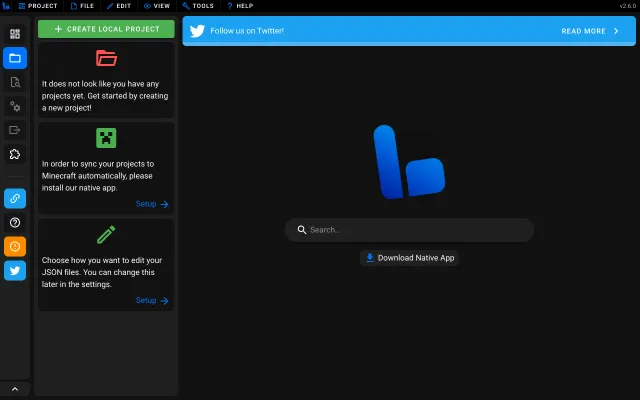 PROJECT
FILE
EDIT
VIEW
TOOLS
HELP
v2.6.0
CREATE LOCAL PROJECT
It does not look like you have any
projects yet. Get started by creating
a new project!
In order to sync your projects to
Minecraft automatically, please
install our native app.
Setup
Choose how you want to edit your
JSON files. You can change this
later in the settings.
Setup
Follow us on Twitter!
READ MORE
Search...
Download Native App